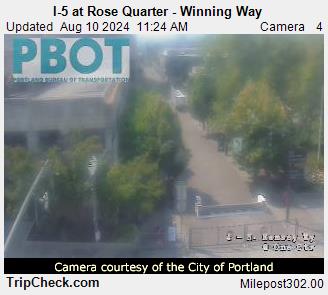 I-5 at Rose Quarter - Winning Way
Updated Aug 10 2024 11:24 AM Camera 4
PBOT
PORTLAND BUREAU OF TRANSPORTATION
Camera courtesy of the City of Portland
TripCheck.com Milepost302.00